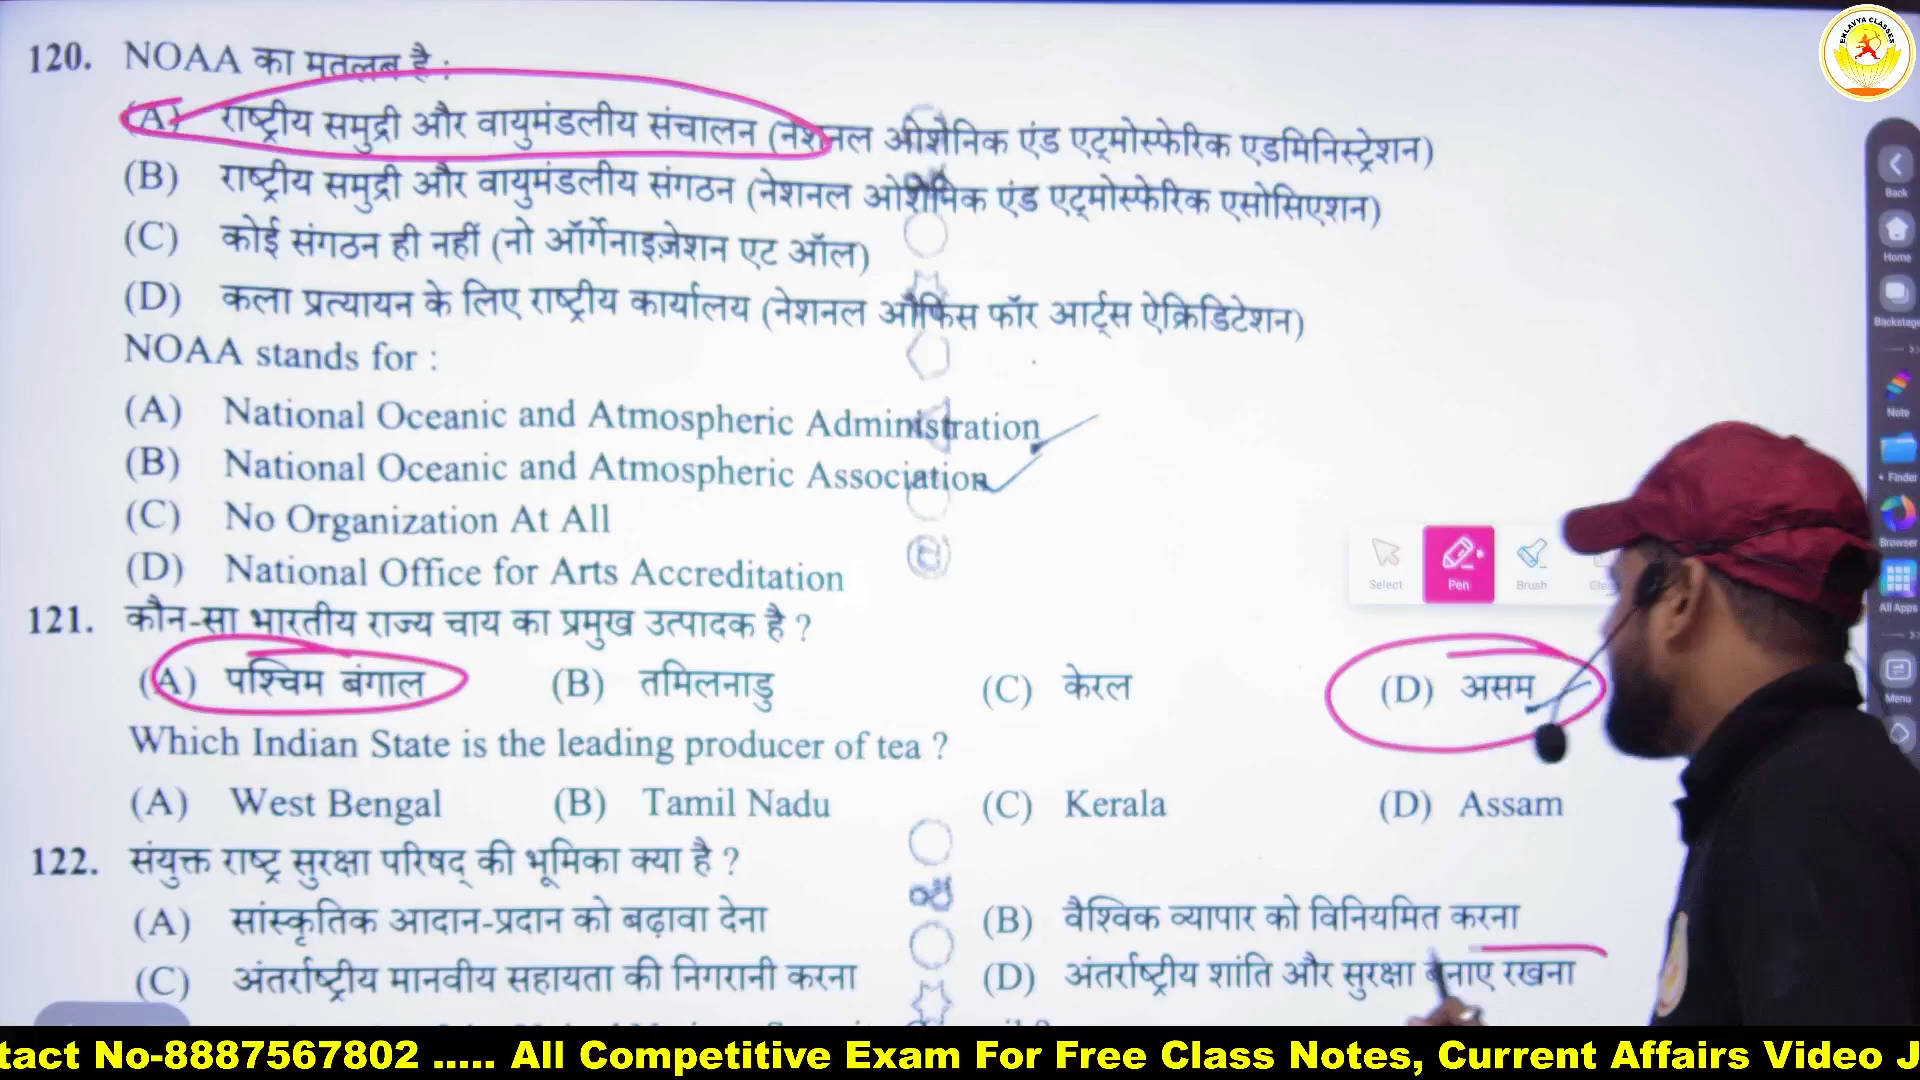 EKLAVYA CLASSES
120. NOAA का मतलब है :
(A) राष्ट्रीय समुद्री और वायुमंडलीय संचालन (नेशनल ओशैनिक एंड एट्मोस्फेरिक एडमिनिस्ट्रेशन)
(B) राष्ट्रीय समुद्री और वायुमंडलीय संगठन (नेशनल ओशैनिक एंड एट्मोस्फेरिक एसोसिएशन)
(C) कोई संगठन ही नहीं (नो ऑर्गेनाइज़ेशन एट ऑल)
(D) कला प्रत्यायन के लिए राष्ट्रीय कार्यालय (नेशनल ऑफिस फॉर आर्ट्स ऐक्रिडिटेशन)
NOAA stands for :
(A) National Oceanic and Atmospheric Administration
(B) National Oceanic and Atmospheric Association
(C) No Organization At All
(D) National Office for Arts Accreditation
121. कौन-सा भारतीय राज्य चाय का प्रमुख उत्पादक है ?
(A) पश्चिम बंगाल (B) तमिलनाडु (C) केरल (D) असम
Which Indian State is the leading producer of tea ?
(A) West Bengal (B) Tamil Nadu (C) Kerala (D) Assam
122. संयुक्त राष्ट्र सुरक्षा परिषद् की भूमिका क्या है ?
(A) सांस्कृतिक आदान-प्रदान को बढ़ावा देना (B) वैश्विक व्यापार को विनियमित करना
(C) अंतर्राष्ट्रीय मानवीय सहायता की निगरानी करना (D) अंतर्राष्ट्रीय शांति और सुरक्षा बनाए रखना
Select Pen Brush
Back
Home
Backstage
Note
Finder
Browser
All Apps
Menu
tact No-8887567802 ..... All Competitive Exam For Free Class Notes, Current Affairs Video J